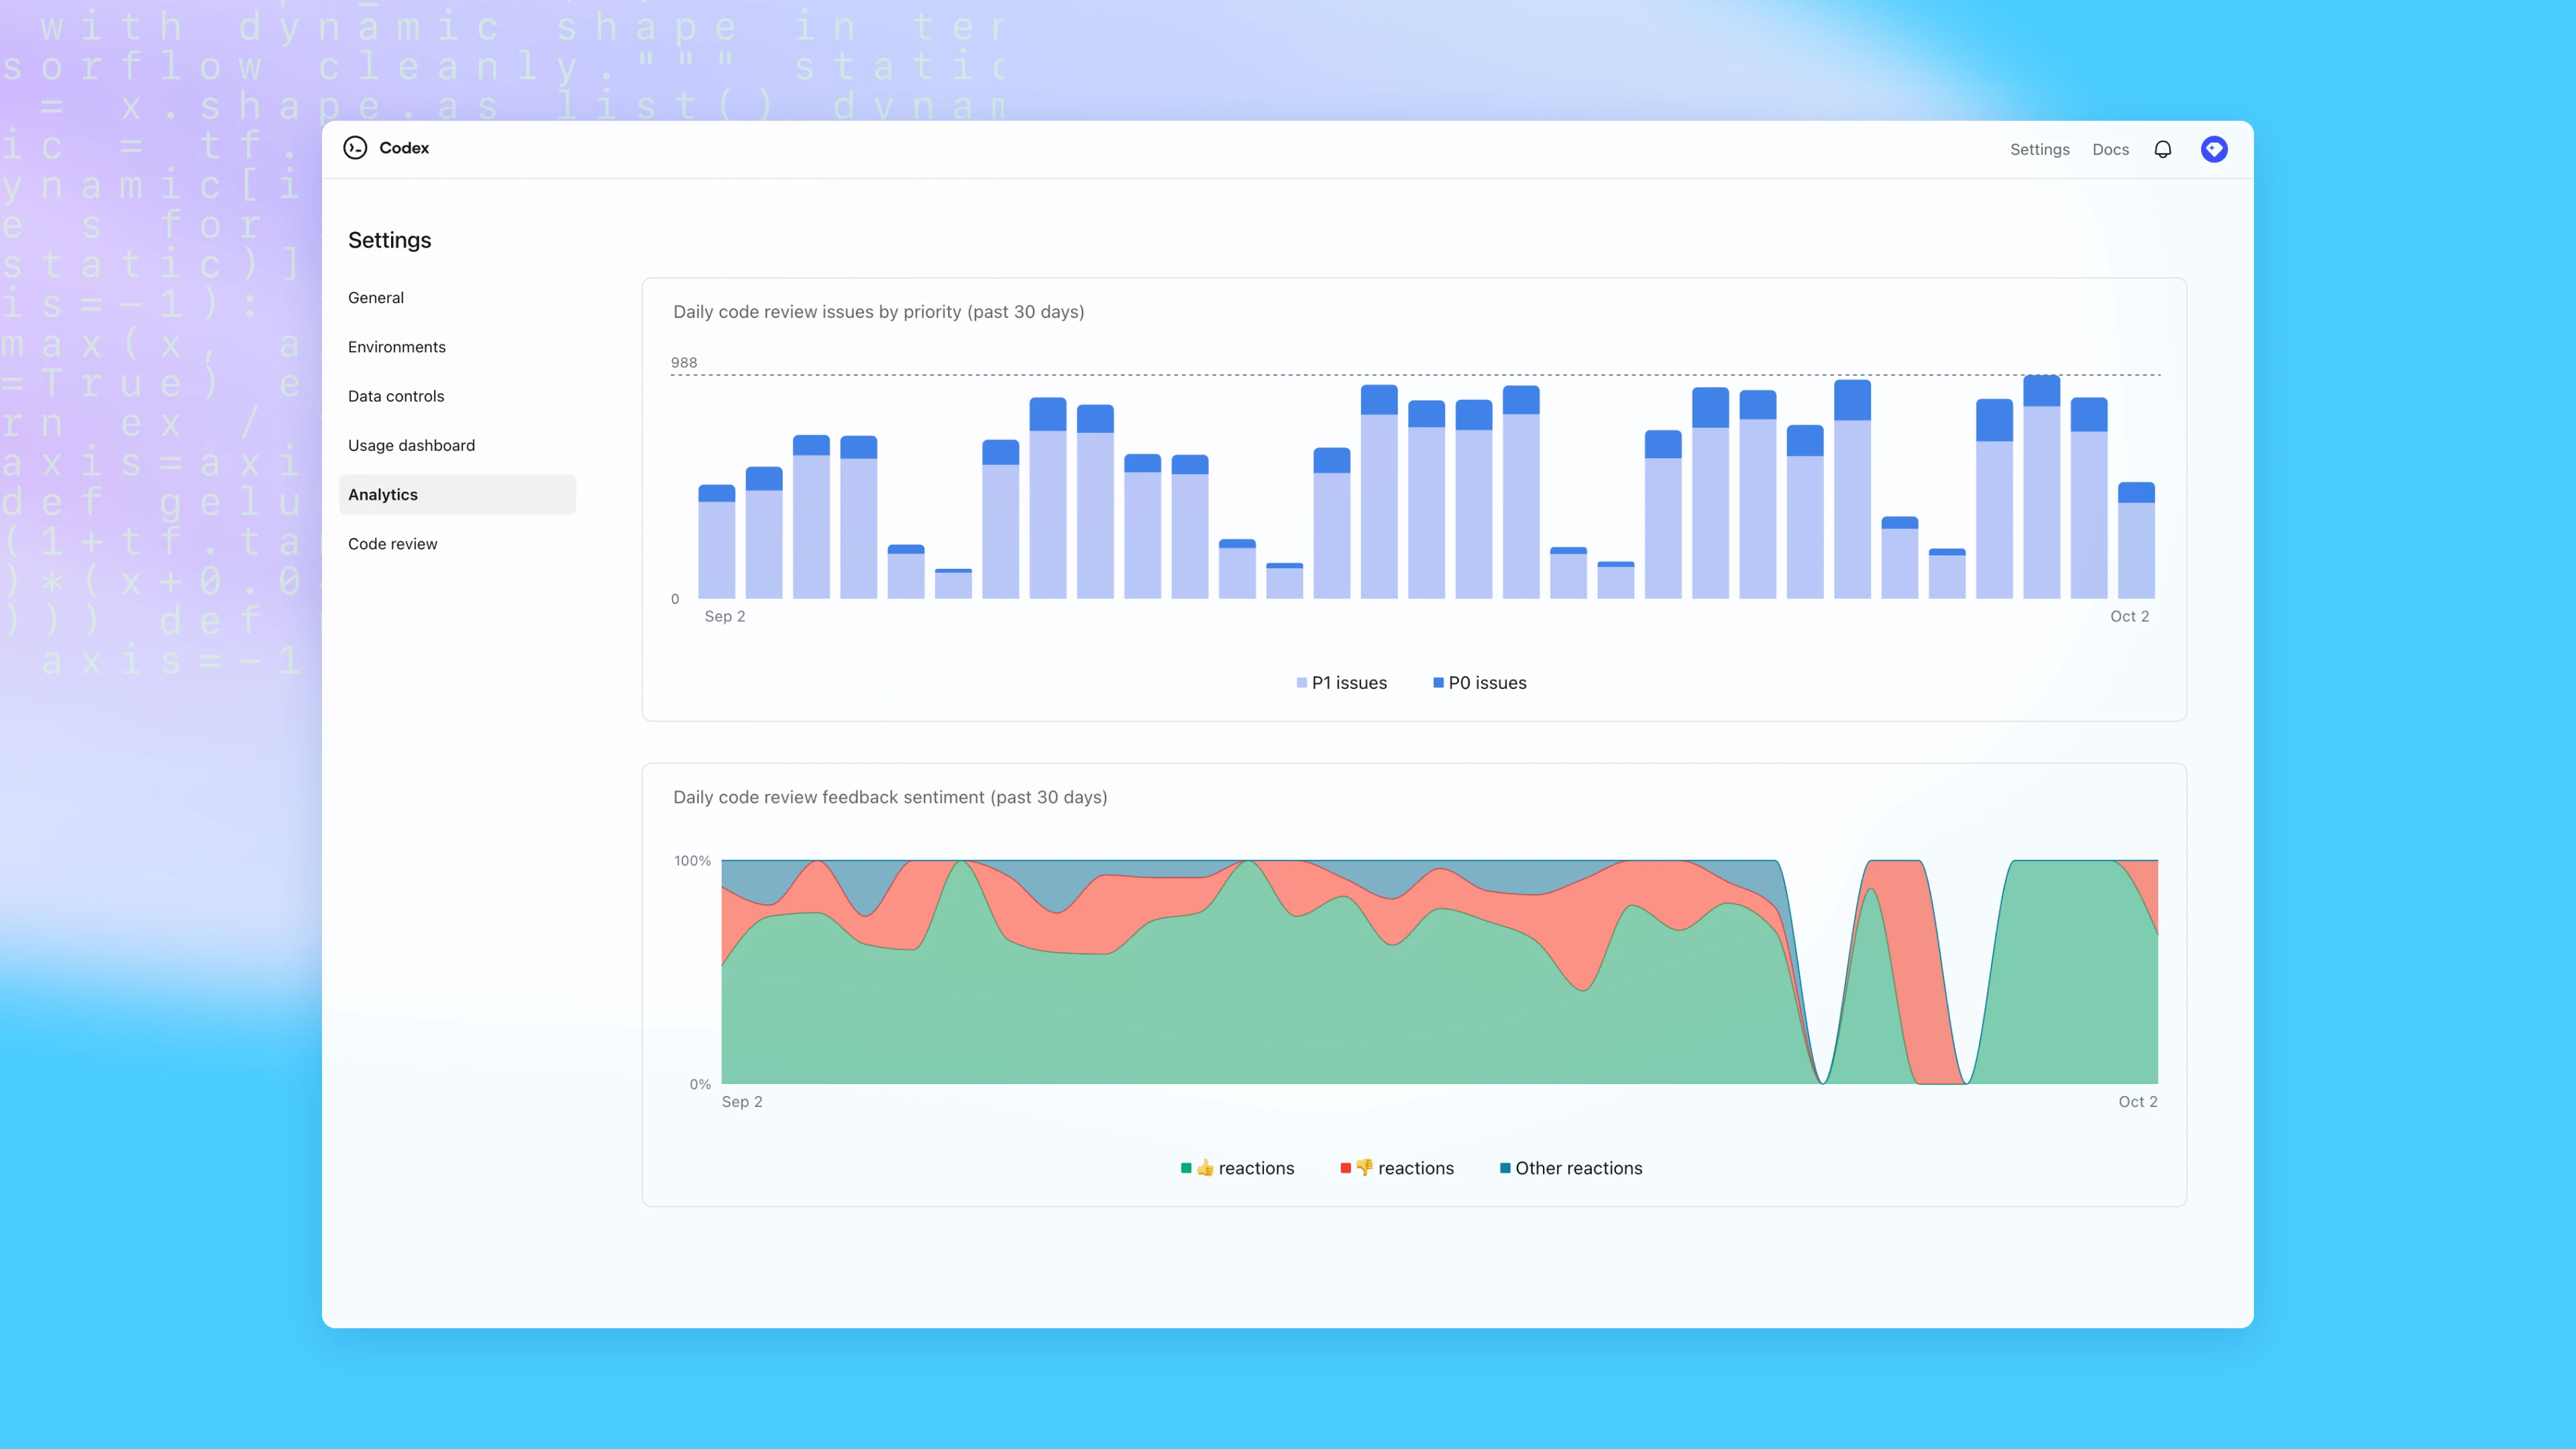 with dynamic shape in ten
sorflow cleanly.""" static
= x.shape.as_list() dynam
ic = tf.
ynamic[i
e s for
static)]
is=-1):
max(x, a
=True) e
rn ex /
axis=axi
def gelu
(1+tf.ta
)*(x+0.0
))) def
axis=-1
Codex
Settings
Docs
Settings
General
Environments
Data controls
Usage dashboard
Analytics
Code review
Daily code review issues by priority (past 30 days)
988
0
Sep 2
Oct 2
P1 issues
P0 issues
Daily code review feedback sentiment (past 30 days)
100%
0%
Sep 2
Oct 2
👍 reactions
👎 reactions
Other reactions